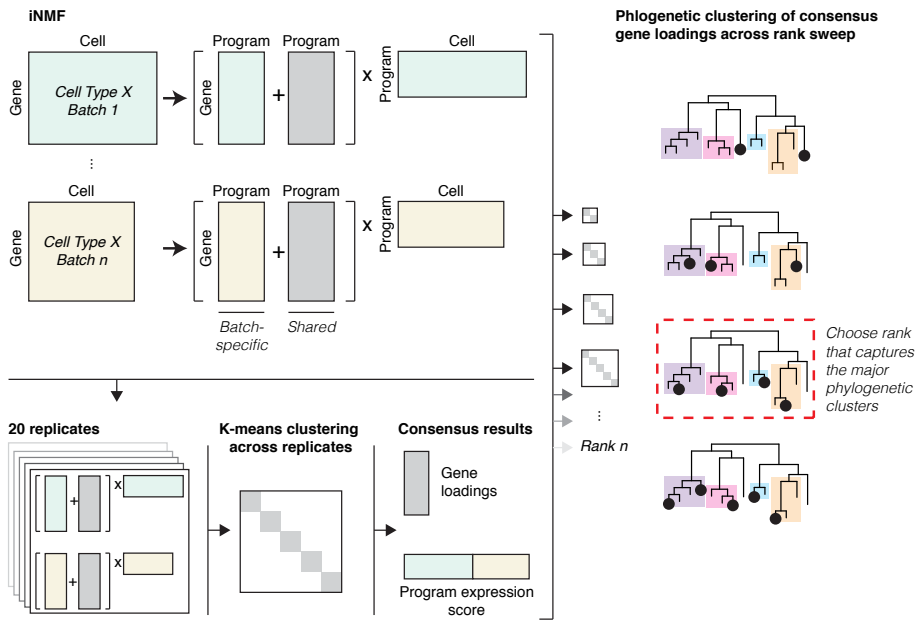 iNMF
Cell
Program
Program
Cell
Gene
Cell Type X
Batch 1
Gene
+
X
Program
...
Cell
Program
Program
Cell
Gene
Cell Type X
Batch n
Gene
+
X
Program
Batch-
specific
Shared
20 replicates
+
X
+
X
K-means clustering
across replicates
Consensus results
Gene
loadings
Program expression
score
...
Rank n
Phlogenetic clustering of consensus
gene loadings across rank sweep
Choose rank
that captures
the major
phylogenetic
clusters